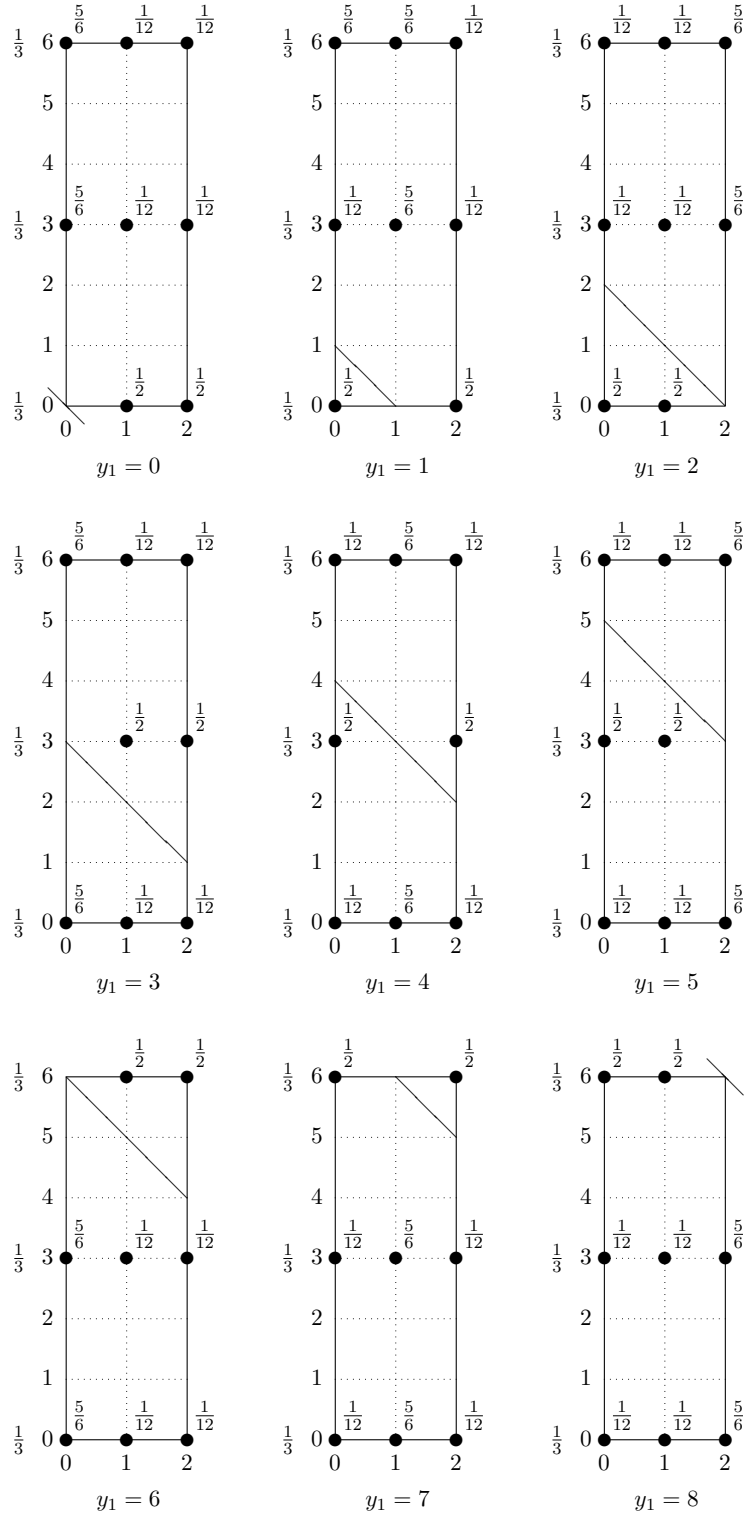 5/6 1/12 1/12
1/3 6
5
4
5/6 1/12 1/12
1/3 3
2
1
1/2 1/2
1/3 0
0 1 2
y₁ = 0
5/6 5/6 1/12
1/3 6
5
4
1/12 5/6 1/12
1/3 3
2
1
1/2 1/2
1/3 0
0 1 2
y₁ = 1
1/12 1/12 5/6
1/3 6
5
4
1/12 1/12 5/6
1/3 3
2
1
1/2 1/2
1/3 0
0 1 2
y₁ = 2
5/6 1/12 1/12
1/3 6
5
4
1/2 1/2
1/3 3
2
1
5/6 1/12 1/12
1/3 0
0 1 2
y₁ = 3
1/12 5/6 1/12
1/3 6
5
4
1/2 1/2
1/3 3
2
1
1/12 5/6 1/12
1/3 0
0 1 2
y₁ = 4
1/12 1/12 5/6
1/3 6
5
4
1/2 1/2
1/3 3
2
1
1/12 1/12 5/6
1/3 0
0 1 2
y₁ = 5
1/2 1/2
1/3 6
5
4
5/6 1/12 1/12
1/3 3
2
1
5/6 1/12 1/12
1/3 0
0 1 2
y₁ = 6
1/2 1/2
1/3 6
5
4
1/12 5/6 1/12
1/3 3
2
1
1/12 5/6 1/12
1/3 0
0 1 2
y₁ = 7
1/2 1/2
1/3 6
5
4
1/12 1/12 5/6
1/3 3
2
1
1/12 1/12 5/6
1/3 0
0 1 2
y₁ = 8